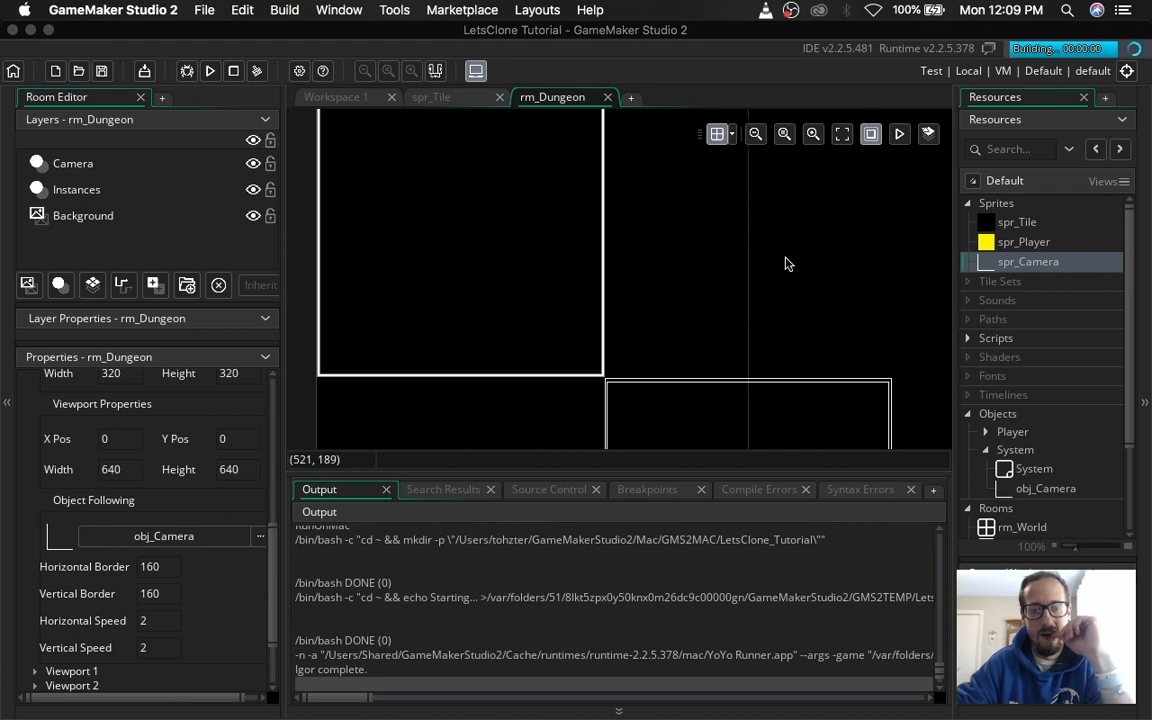 GameMaker Studio 2 File Edit Build Window Tools Marketplace Layouts Help 100% Mon 12:09 PM
LetsClone Tutorial - GameMaker Studio 2
IDE v2.2.5.481 Runtime v2.2.5.378 Building... 00:00:00
Test | Local | VM | Default | default
Room Editor
Workspace 1 spr_Tile rm_Dungeon
Resources
Layers - rm_Dungeon
Resources
Search...
Camera
Instances
Background
Default Views
Sprites
spr_Tile
spr_Player
spr_Camera
Tile Sets
Sounds
Paths
Scripts
Shaders
Fonts
Timelines
Objects
Player
System
System
obj_Camera
Rooms
rm_World
100%
Inherit
Layer Properties - rm_Dungeon
Properties - rm_Dungeon
Width 320 Height 320
Viewport Properties
X Pos 0 Y Pos 0
Width 640 Height 640
Object Following
obj_Camera ...
Horizontal Border 160
Vertical Border 160
Horizontal Speed 2
Vertical Speed 2
Viewport 1
Viewport 2
(521, 189)
Output Search Results Source Control Breakpoints Compile Errors Syntax Errors
Output
RunOnMac
/bin/bash -c "cd ~ && mkdir -p \"/Users/tohzter/GameMakerStudio2/Mac/GMS2MAC/LetsClone_Tutorial\""
/bin/bash DONE (0)
/bin/bash -c "cd ~ && echo Starting... >/var/folders/51/8lkt5zpx0y50knx0m26dc9c00000gn/GameMakerStudio2/GMS2TEMP/Lets
/bin/bash DONE (0)
-n -a "/Users/Shared/GameMakerStudio2/Cache/runtimes/runtime-2.2.5.378/mac/YoYo Runner.app" --args -game "/var/folders/
Igor complete.